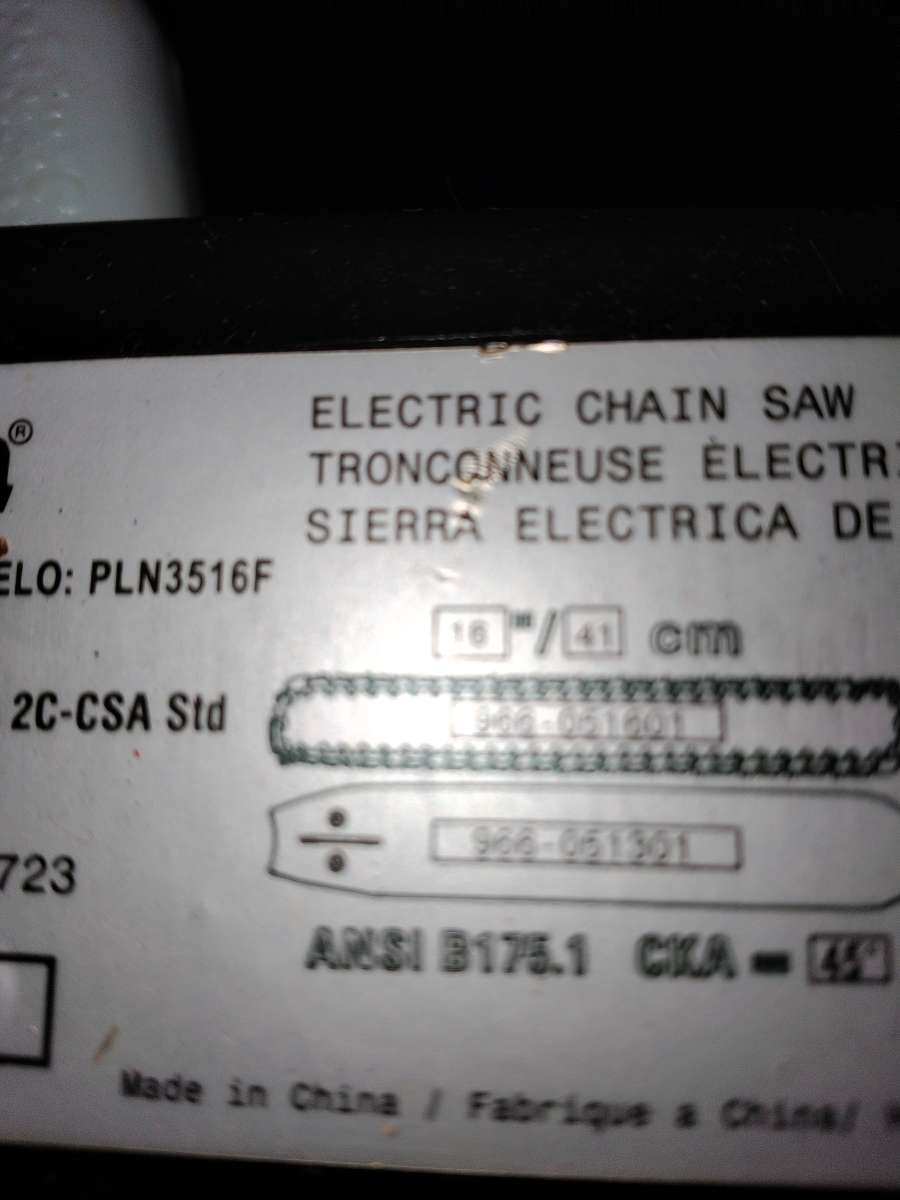 ®
ELECTRIC CHAIN SAW
TRONCONNEUSE ÈLECTRI
SIERRA ELECTRICA DE
ELO: PLN3516F
16"/41 cm
2C-CSA Std
966-051601
966-051301
723
ANSI B175.1 CKA = 45°
Made in China / Fabrique a China/